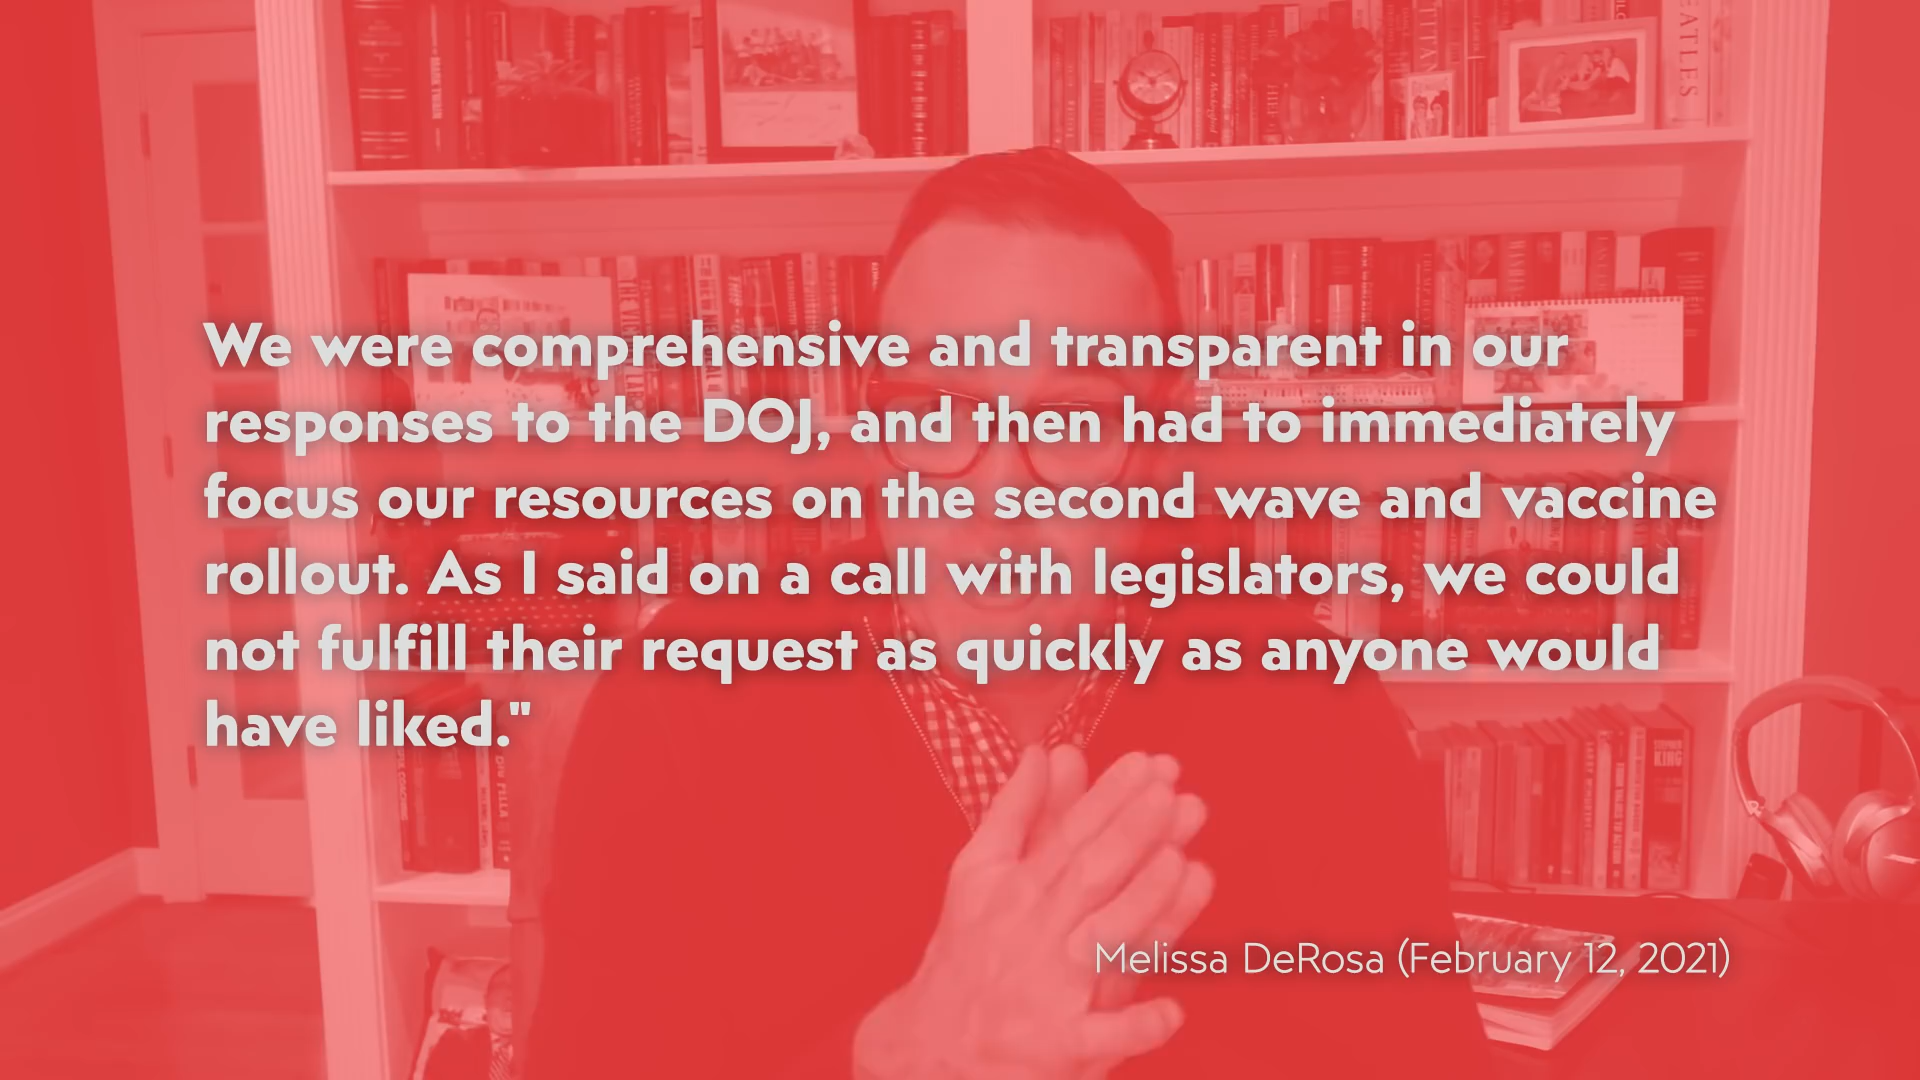 We were comprehensive and transparent in our
responses to the DOJ, and then had to immediately
focus our resources on the second wave and vaccine
rollout. As I said on a call with legislators, we could
not fulfill their request as quickly as anyone would
have liked."
Melissa DeRosa (February 12, 2021)
EATLES
KING